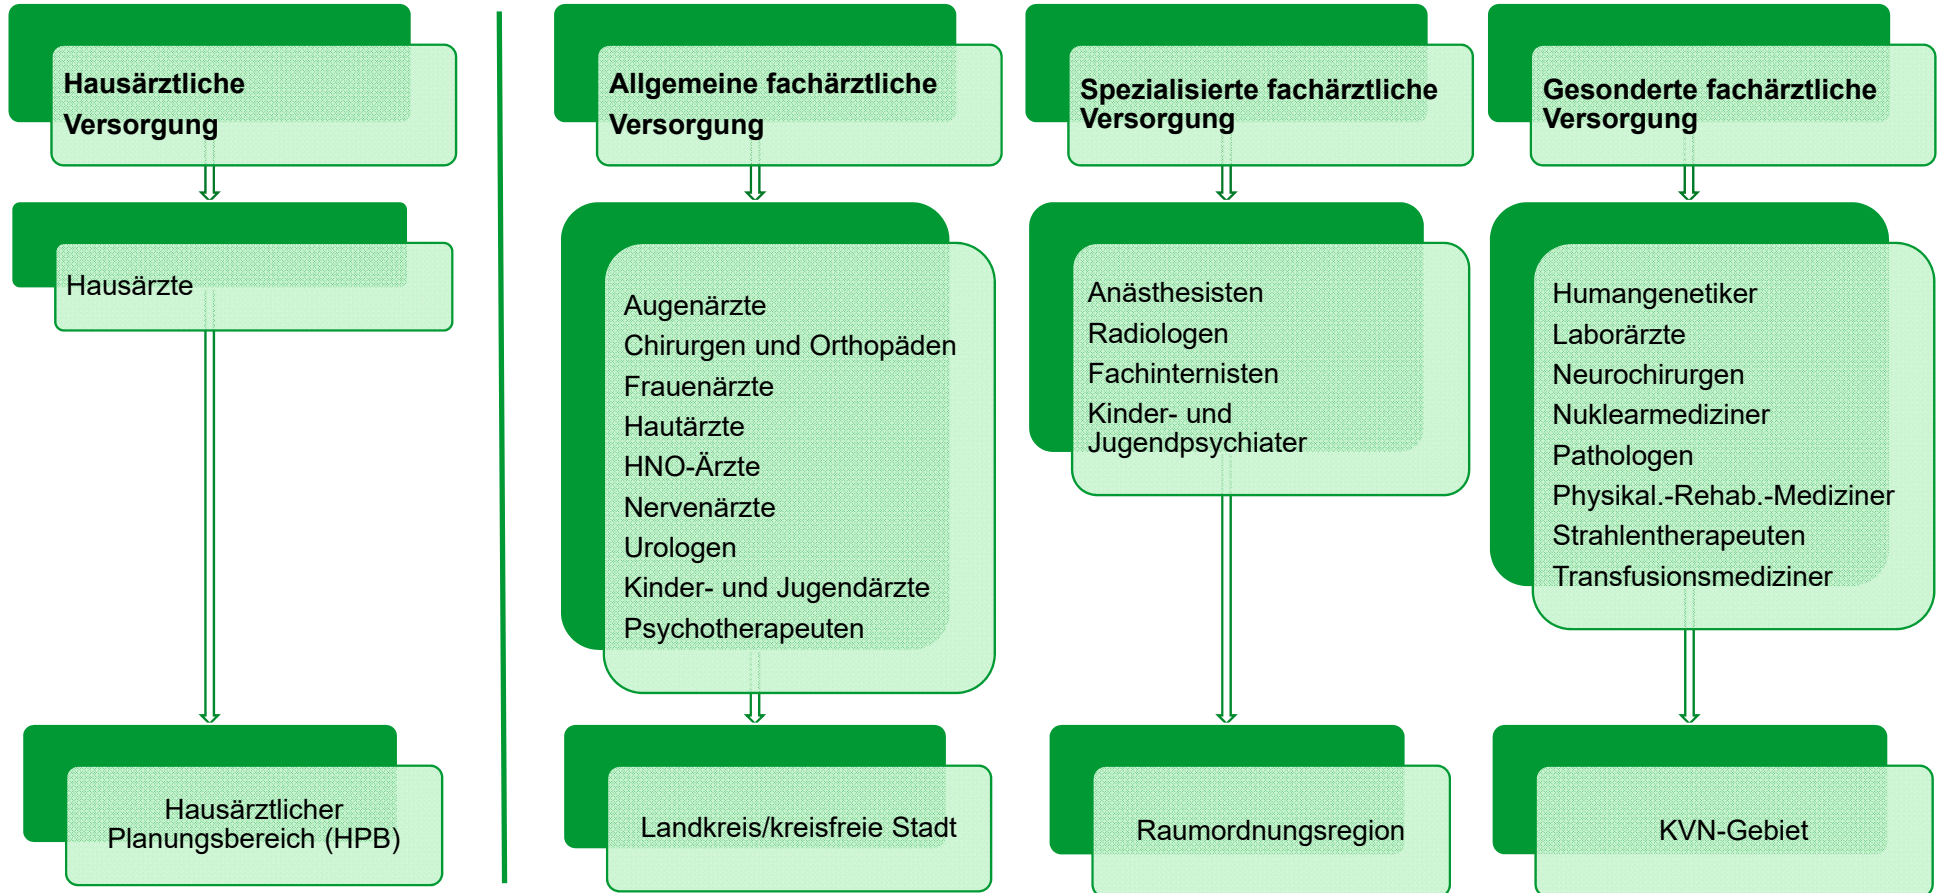 Hausärztliche
Versorgung
Hausärzte
Hausärztlicher
Planungsbereich (HPB)
Allgemeine fachärztliche
Versorgung
Augenärzte
Chirurgen und Orthopäden
Frauenärzte
Hautärzte
HNO-Ärzte
Nervenärzte
Urologen
Kinder- und Jugendärzte
Psychotherapeuten
Landkreis/kreisfreie Stadt
Spezialisierte fachärztliche
Versorgung
Anästhesisten
Radiologen
Fachinternisten
Kinder- und
Jugendpsychiater
Raumordnungsregion
Gesonderte fachärztliche
Versorgung
Humangenetiker
Laborärzte
Neurochirurgen
Nuklearmediziner
Pathologen
Physikal.-Rehab.-Mediziner
Strahlentherapeuten
Transfusionsmediziner
KVN-Gebiet